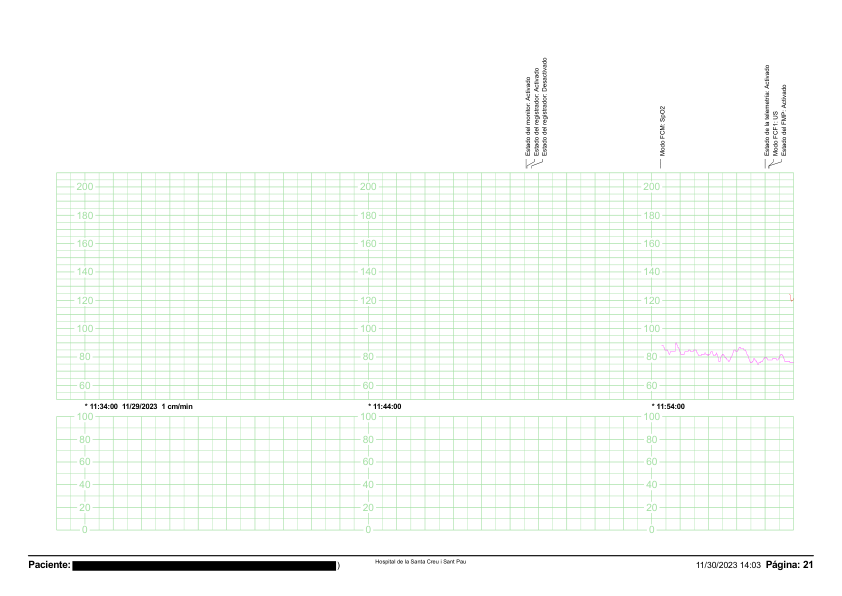 Estado del monitor: Activado
Estado del registrador: Activado
Estado del registrador: Desactivado
Modo FCM: SpO2
Estado de la telemetría: Activado
Modo FCF1: US
Estado del FMP: Activado
200 200 200
180 180 180
160 160 160
140 140 140
120 120 120
100 100 100
80 80 80
60 60 60
* 11:34:00 11/29/2023 1 cm/min * 11:44:00 * 11:54:00
100 100 100
80 80 80
60 60 60
40 40 40
20 20 20
0 0 0
Paciente: ) Hospital de la Santa Creu i Sant Pau 11/30/2023 14:03 Página: 21